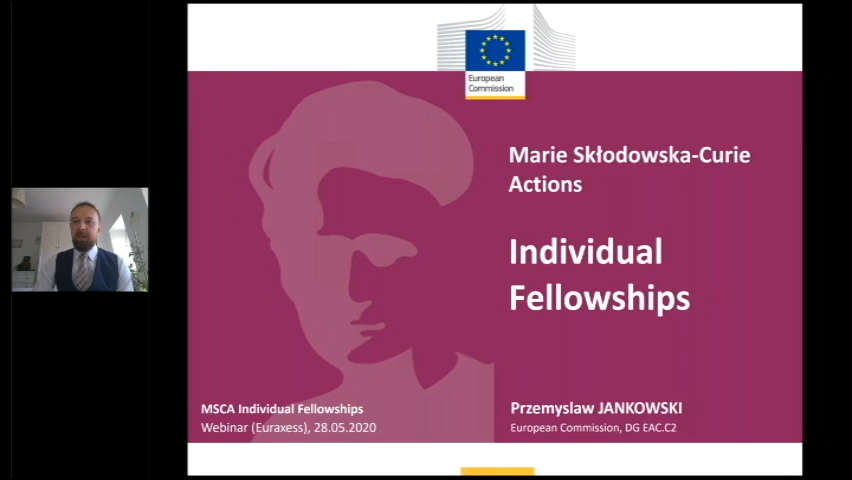 European
Commission
Marie Skłodowska-Curie
Actions
Individual
Fellowships
MSCA Individual Fellowships
Webinar (Euraxess), 28.05.2020
Przemyslaw JANKOWSKI
European Commission, DG EAC.C2